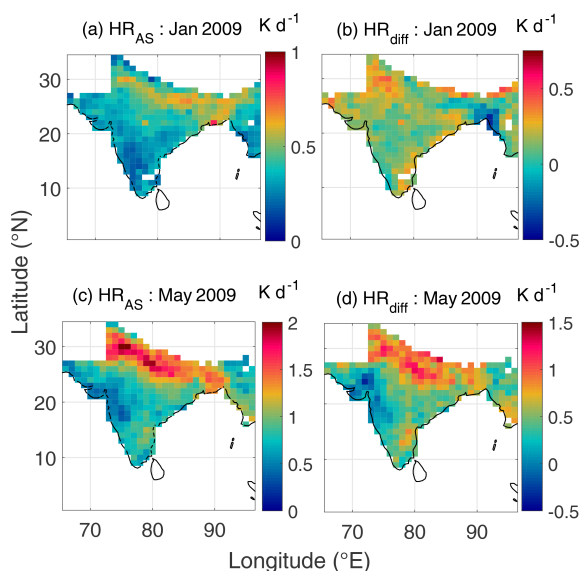 (a) HR_AS : Jan 2009 K d^-1
(b) HR_diff : Jan 2009 K d^-1
30
20
10
1
0.5
0
0.5
0
-0.5
(c) HR_AS : May 2009 K d^-1
(d) HR_diff : May 2009 K d^-1
30
20
10
2
1.5
1
0.5
0
1.5
1
0.5
0
-0.5
70 80 90
70 80 90
Latitude (°N)
Longitude (°E)